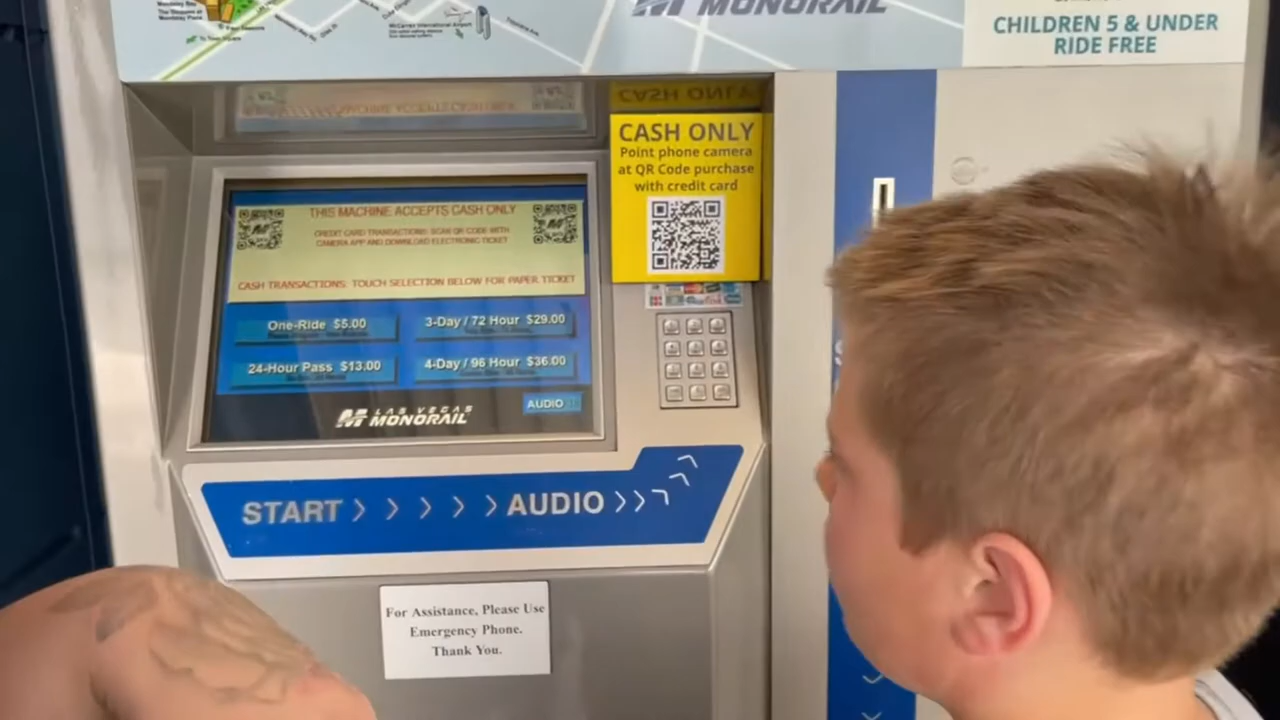 MONORAIL
CHILDREN 5 & UNDER
RIDE FREE
McCarran International Airport
CASH ONLY
Point phone camera
at QR Code purchase
with credit card
THIS MACHINE ACCEPTS CASH ONLY
CREDIT CARD TRANSACTIONS: SCAN QR CODE WITH
CAMERA APP AND DOWNLOAD ELECTRONIC TICKET
CASH TRANSACTIONS: TOUCH SELECTION BELOW FOR PAPER TICKET
One-Ride $5.00
3-Day / 72 Hour $29.00
24-Hour Pass $13.00
4-Day / 96 Hour $36.00
AUDIO
LAS VEGAS
MONORAIL
START AUDIO
For Assistance, Please Use
Emergency Phone.
Thank You.